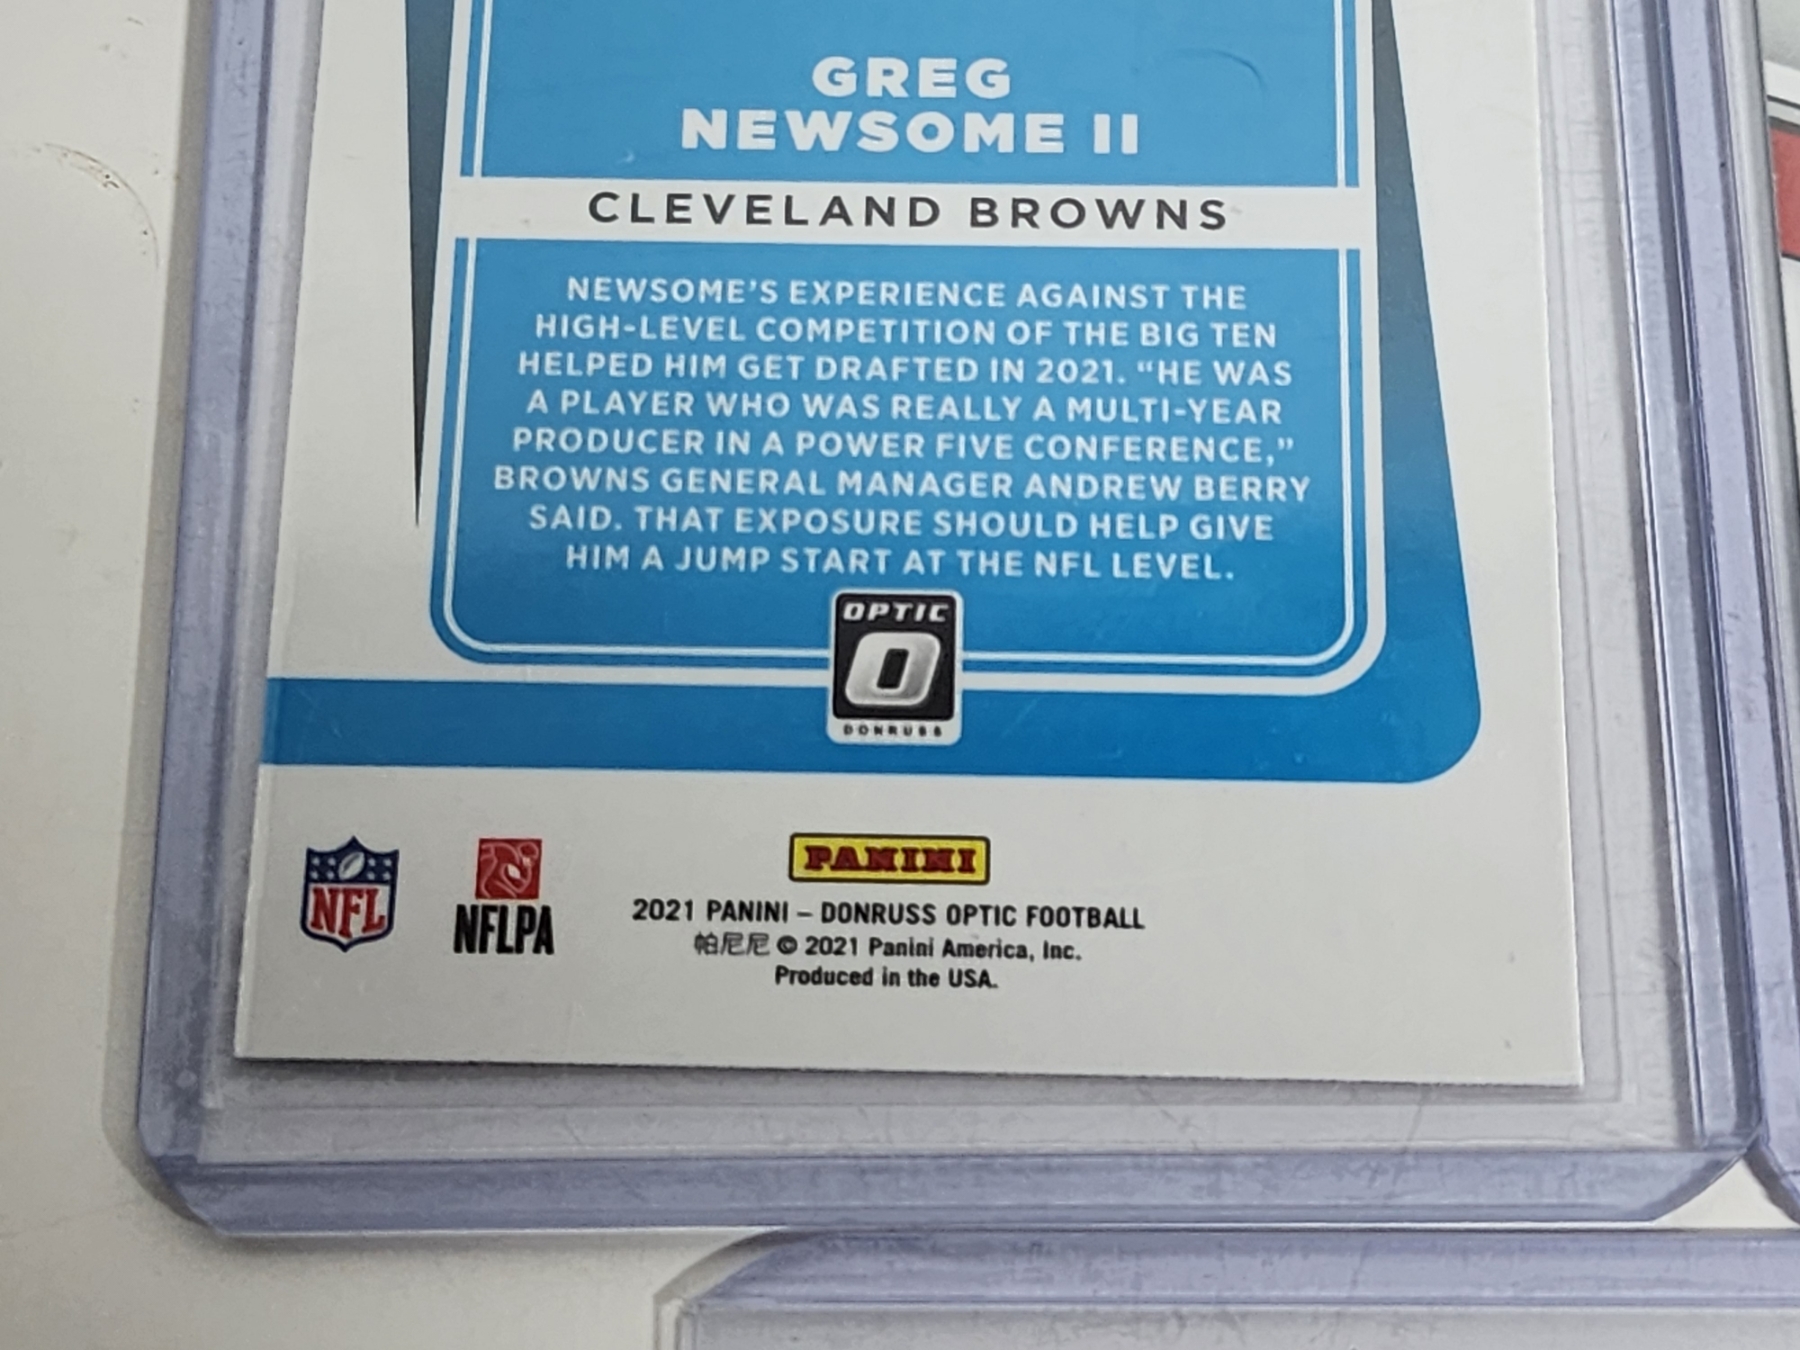 GREG
NEWSOME II
CLEVELAND BROWNS
NEWSOME'S EXPERIENCE AGAINST THE
HIGH-LEVEL COMPETITION OF THE BIG TEN
HELPED HIM GET DRAFTED IN 2021. “HE WAS
A PLAYER WHO WAS REALLY A MULTI-YEAR
PRODUCER IN A POWER FIVE CONFERENCE,”
BROWNS GENERAL MANAGER ANDREW BERRY
SAID. THAT EXPOSURE SHOULD HELP GIVE
HIM A JUMP START AT THE NFL LEVEL.
OPTIC
O
DONRUSS
NFL
NFLPA
PANINI
2021 PANINI – DONRUSS OPTIC FOOTBALL
帕尼尼 © 2021 Panini America, Inc.
Produced in the USA.